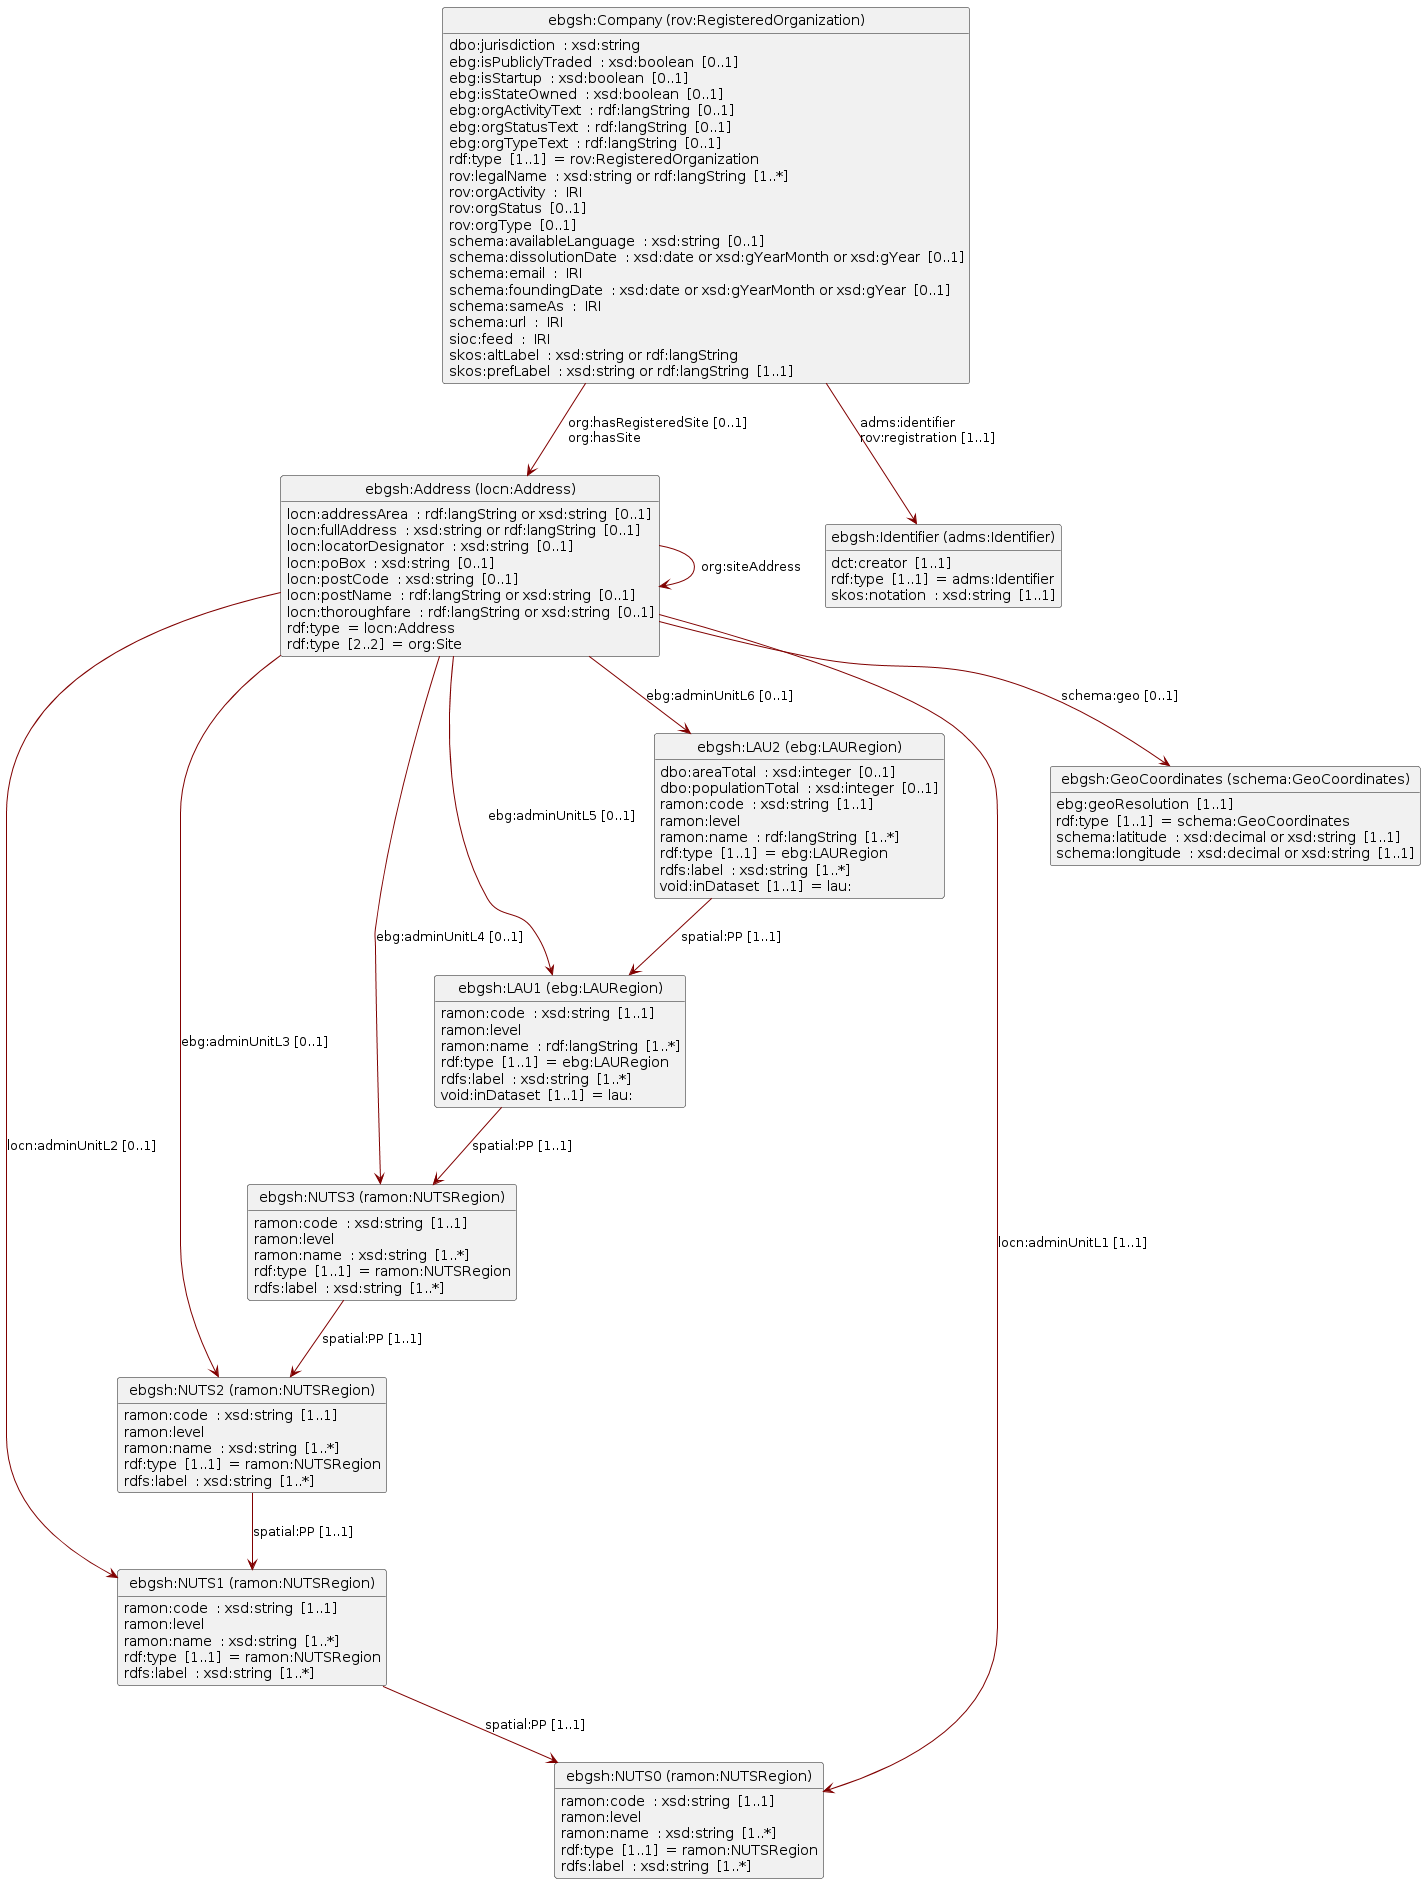 ebgsh:Company (rov:RegisteredOrganization)
dbo:jurisdiction : xsd:string
ebg:isPubliclyTraded : xsd:boolean [0..1]
ebg:isStartup : xsd:boolean [0..1]
ebg:isStateOwned : xsd:boolean [0..1]
ebg:orgActivityText : rdf:langString [0..1]
ebg:orgStatusText : rdf:langString [0..1]
ebg:orgTypeText : rdf:langString [0..1]
rdf:type [1..1] = rov:RegisteredOrganization
rov:legalName : xsd:string or rdf:langString [1..*]
rov:orgActivity : IRI
rov:orgStatus [0..1]
rov:orgType [0..1]
schema:availableLanguage : xsd:string [0..1]
schema:dissolutionDate : xsd:date or xsd:gYearMonth or xsd:gYear [0..1]
schema:email : IRI
schema:foundingDate : xsd:date or xsd:gYearMonth or xsd:gYear [0..1]
schema:sameAs : IRI
schema:url : IRI
sioc:feed : IRI
skos:altLabel : xsd:string or rdf:langString
skos:prefLabel : xsd:string or rdf:langString [1..1]
org:hasRegisteredSite [0..1]
org:hasSite
adms:identifier
rov:registration [1..1]
ebgsh:Address (locn:Address)
locn:addressArea : rdf:langString or xsd:string [0..1]
locn:fullAddress : xsd:string or rdf:langString [0..1]
locn:locatorDesignator : xsd:string [0..1]
locn:poBox : xsd:string [0..1]
locn:postCode : xsd:string [0..1]
locn:postName : rdf:langString or xsd:string [0..1]
locn:thoroughfare : rdf:langString or xsd:string [0..1]
rdf:type = locn:Address
rdf:type [2..2] = org:Site
org:siteAddress
ebgsh:Identifier (adms:Identifier)
dct:creator [1..1]
rdf:type [1..1] = adms:Identifier
skos:notation : xsd:string [1..1]
ebg:adminUnitL6 [0..1]
schema:geo [0..1]
ebgsh:LAU2 (ebg:LAURegion)
dbo:areaTotal : xsd:integer [0..1]
dbo:populationTotal : xsd:integer [0..1]
ramon:code : xsd:string [1..1]
ramon:level
ramon:name : rdf:langString [1..*]
rdf:type [1..1] = ebg:LAURegion
rdfs:label : xsd:string [1..*]
void:inDataset [1..1] = lau:
ebgsh:GeoCoordinates (schema:GeoCoordinates)
ebg:geoResolution [1..1]
rdf:type [1..1] = schema:GeoCoordinates
schema:latitude : xsd:decimal or xsd:string [1..1]
schema:longitude : xsd:decimal or xsd:string [1..1]
ebg:adminUnitL5 [0..1]
ebg:adminUnitL4 [0..1]
spatial:PP [1..1]
ebgsh:LAU1 (ebg:LAURegion)
ramon:code : xsd:string [1..1]
ramon:level
ramon:name : rdf:langString [1..*]
rdf:type [1..1] = ebg:LAURegion
rdfs:label : xsd:string [1..*]
void:inDataset [1..1] = lau:
ebg:adminUnitL3 [0..1]
locn:adminUnitL2 [0..1]
spatial:PP [1..1]
ebgsh:NUTS3 (ramon:NUTSRegion)
ramon:code : xsd:string [1..1]
ramon:level
ramon:name : xsd:string [1..*]
rdf:type [1..1] = ramon:NUTSRegion
rdfs:label : xsd:string [1..*]
locn:adminUnitL1 [1..1]
spatial:PP [1..1]
ebgsh:NUTS2 (ramon:NUTSRegion)
ramon:code : xsd:string [1..1]
ramon:level
ramon:name : xsd:string [1..*]
rdf:type [1..1] = ramon:NUTSRegion
rdfs:label : xsd:string [1..*]
spatial:PP [1..1]
ebgsh:NUTS1 (ramon:NUTSRegion)
ramon:code : xsd:string [1..1]
ramon:level
ramon:name : xsd:string [1..*]
rdf:type [1..1] = ramon:NUTSRegion
rdfs:label : xsd:string [1..*]
spatial:PP [1..1]
ebgsh:NUTS0 (ramon:NUTSRegion)
ramon:code : xsd:string [1..1]
ramon:level
ramon:name : xsd:string [1..*]
rdf:type [1..1] = ramon:NUTSRegion
rdfs:label : xsd:string [1..*]